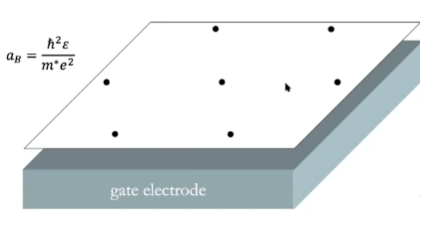 a_B = ħ²ε / m*e²
gate electrode